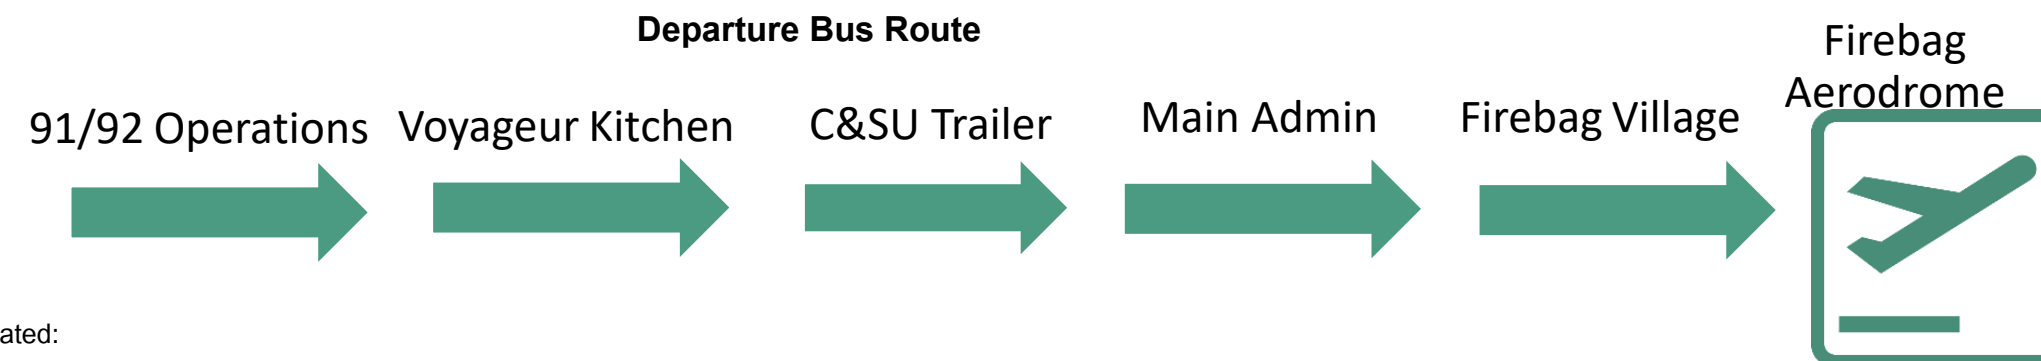 Departure Bus Route
91/92 Operations
Voyageur Kitchen
C&SU Trailer
Main Admin
Firebag Village
Firebag
Aerodrome
ated: